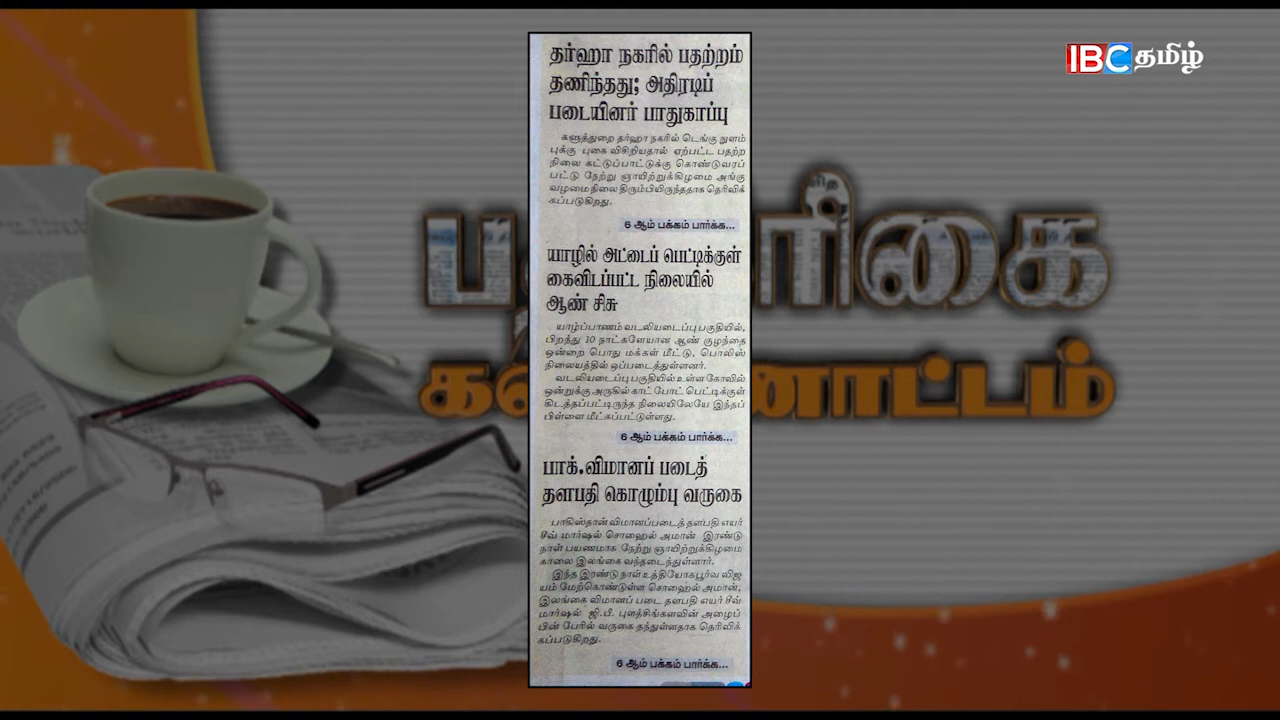 IBC தமிழ்
தர்ஹா நகரில் பதற்றம்
தணிந்தது; அதிரடிப்
படையினர் பாதுகாப்பு
களுத்துறை தர்ஹா நகரில் டெங்கு நுளம்
புக்கு புகை விசிறியதால் ஏற்பட்ட பதற்ற
நிலை கட்டுப்பாட்டுக்கு கொண்டுவரப்
பட்டு நேற்று ஞாயிற்றுக்கிழமை அங்கு
வழமை நிலை திரும்பியிருந்ததாக தெரிவிக்
கப்படுகிறது.
6 ஆம் பக்கம் பார்க்க...
யாழில் அட்டைப் பெட்டிக்குள்
கைவிடப்பட்ட நிலையில்
ஆண் சிசு
யாழ்ப்பாணம் வடலியடைப்பு பகுதியில்,
பிறந்து 10 நாட்களேயான ஆண் குழந்தை
ஒன்றை பொது மக்கள் மீட்டு, பொலிஸ்
நிலையத்தில் ஒப்படைத்துள்ளனர்.
வடலியடைப்பு பகுதியில் உள்ள கோவில்
ஒன்றுக்கு அருகில் காட் போட் பெட்டிக்குள்
கிடத்தப்பட்டிருந்த நிலையிலேயே இந்தப்
பிள்ளை மீட்கப்பட்டுள்ளது.
6 ஆம் பக்கம் பார்க்க...
பாக்.விமானப் படைத்
தளபதி கொழும்பு வருகை
பாகிஸ்தான் விமானப்படைத் தளபதி எயர்
சீவ் மார்ஷல் சொஹைல் அமான் இரண்டு
நாள் பயணமாக நேற்று ஞாயிற்றுக்கிழமை
காலை இலங்கை வந்தடைந்துள்ளார்.
இந்த இரண்டு நாள் உத்தியோகபூர்வ விஜ
யம் மேற்கொண்டுள்ள சொஹைல் அமான்,
இலங்கை விமானப் படை தளபதி எயர் சீவ்
மார்ஷல் ஜி.பீ. புளத்சிங்களவின் அழைப்
பின் பேரில் வருகை தந்துள்ளதாக தெரிவிக்
கப்படுகிறது.
6 ஆம் பக்கம் பார்க்க...